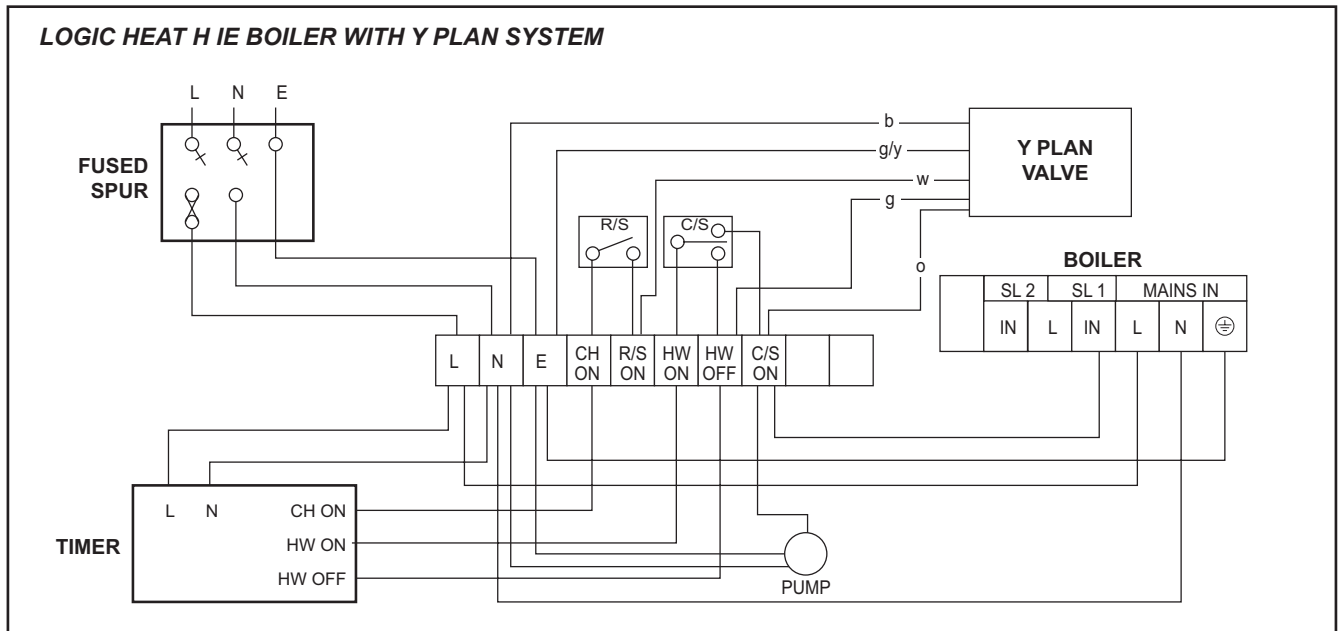 LOGIC HEAT H IE BOILER WITH Y PLAN SYSTEM
L N E
FUSED
SPUR
b
g/y
w
g
o
Y PLAN
VALVE
R/S
C/S
BOILER
SL 2 SL 1 MAINS IN
IN L IN L N
L N E CH ON R/S ON HW ON HW OFF C/S ON
TIMER
L N CH ON
HW ON
HW OFF
PUMP